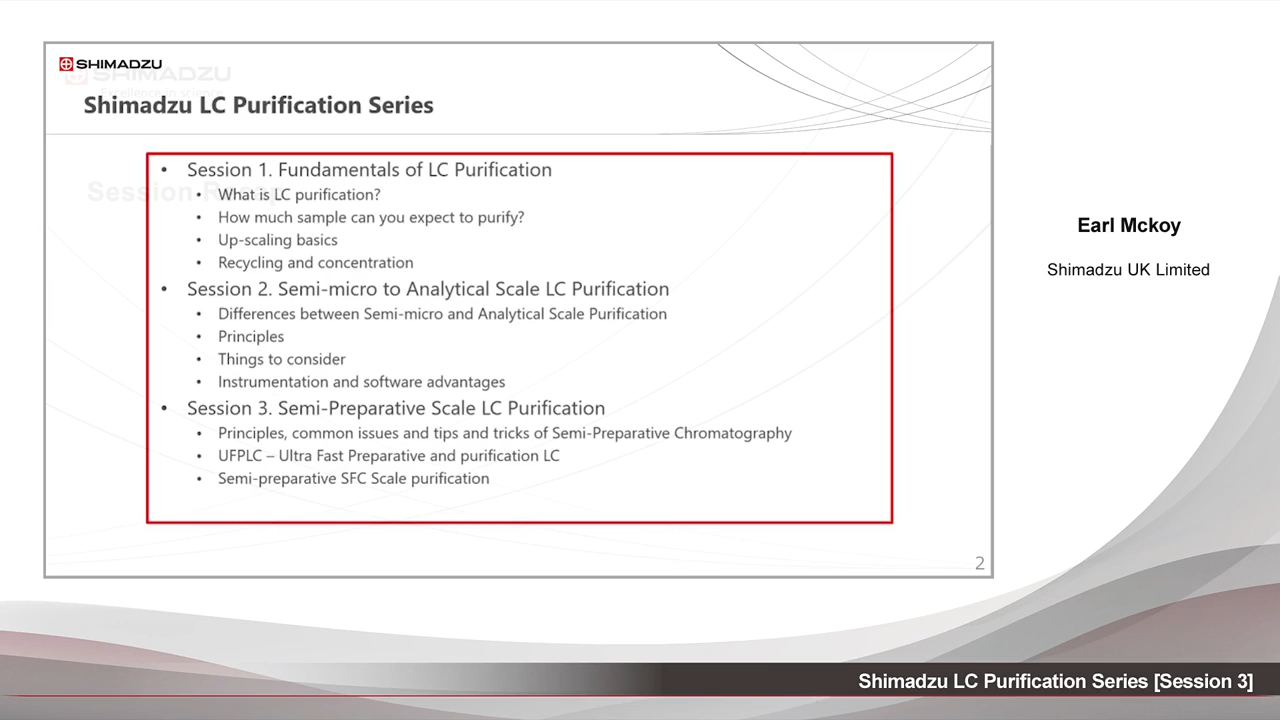 SHIMADZU
SHIMADZU
Excellence in science
Shimadzu LC Purification Series
• Session 1. Fundamentals of LC Purification
• What is LC purification?
• How much sample can you expect to purify?
• Up-scaling basics
• Recycling and concentration
• Session 2. Semi-micro to Analytical Scale LC Purification
• Differences between Semi-micro and Analytical Scale Purification
• Principles
• Things to consider
• Instrumentation and software advantages
• Session 3. Semi-Preparative Scale LC Purification
• Principles, common issues and tips and tricks of Semi-Preparative Chromatography
• UFPLC – Ultra Fast Preparative and purification LC
• Semi-preparative SFC Scale purification
2
Session
Earl Mckoy
Shimadzu UK Limited
Shimadzu LC Purification Series [Session 3]